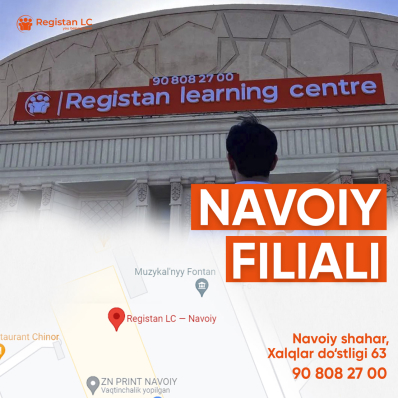 Registan LC
90 808 27 00
Registan learning centre
NAVOIY
FILIALI
Muzykal'nyy Fontan
Registan LC – Navoiy
staurant Chinor
ZN PRINT NAVOIY
Vaqtinchalik yopilgan
Navoiy shahar,
Xalqlar do‘stligi 63
90 808 27 00